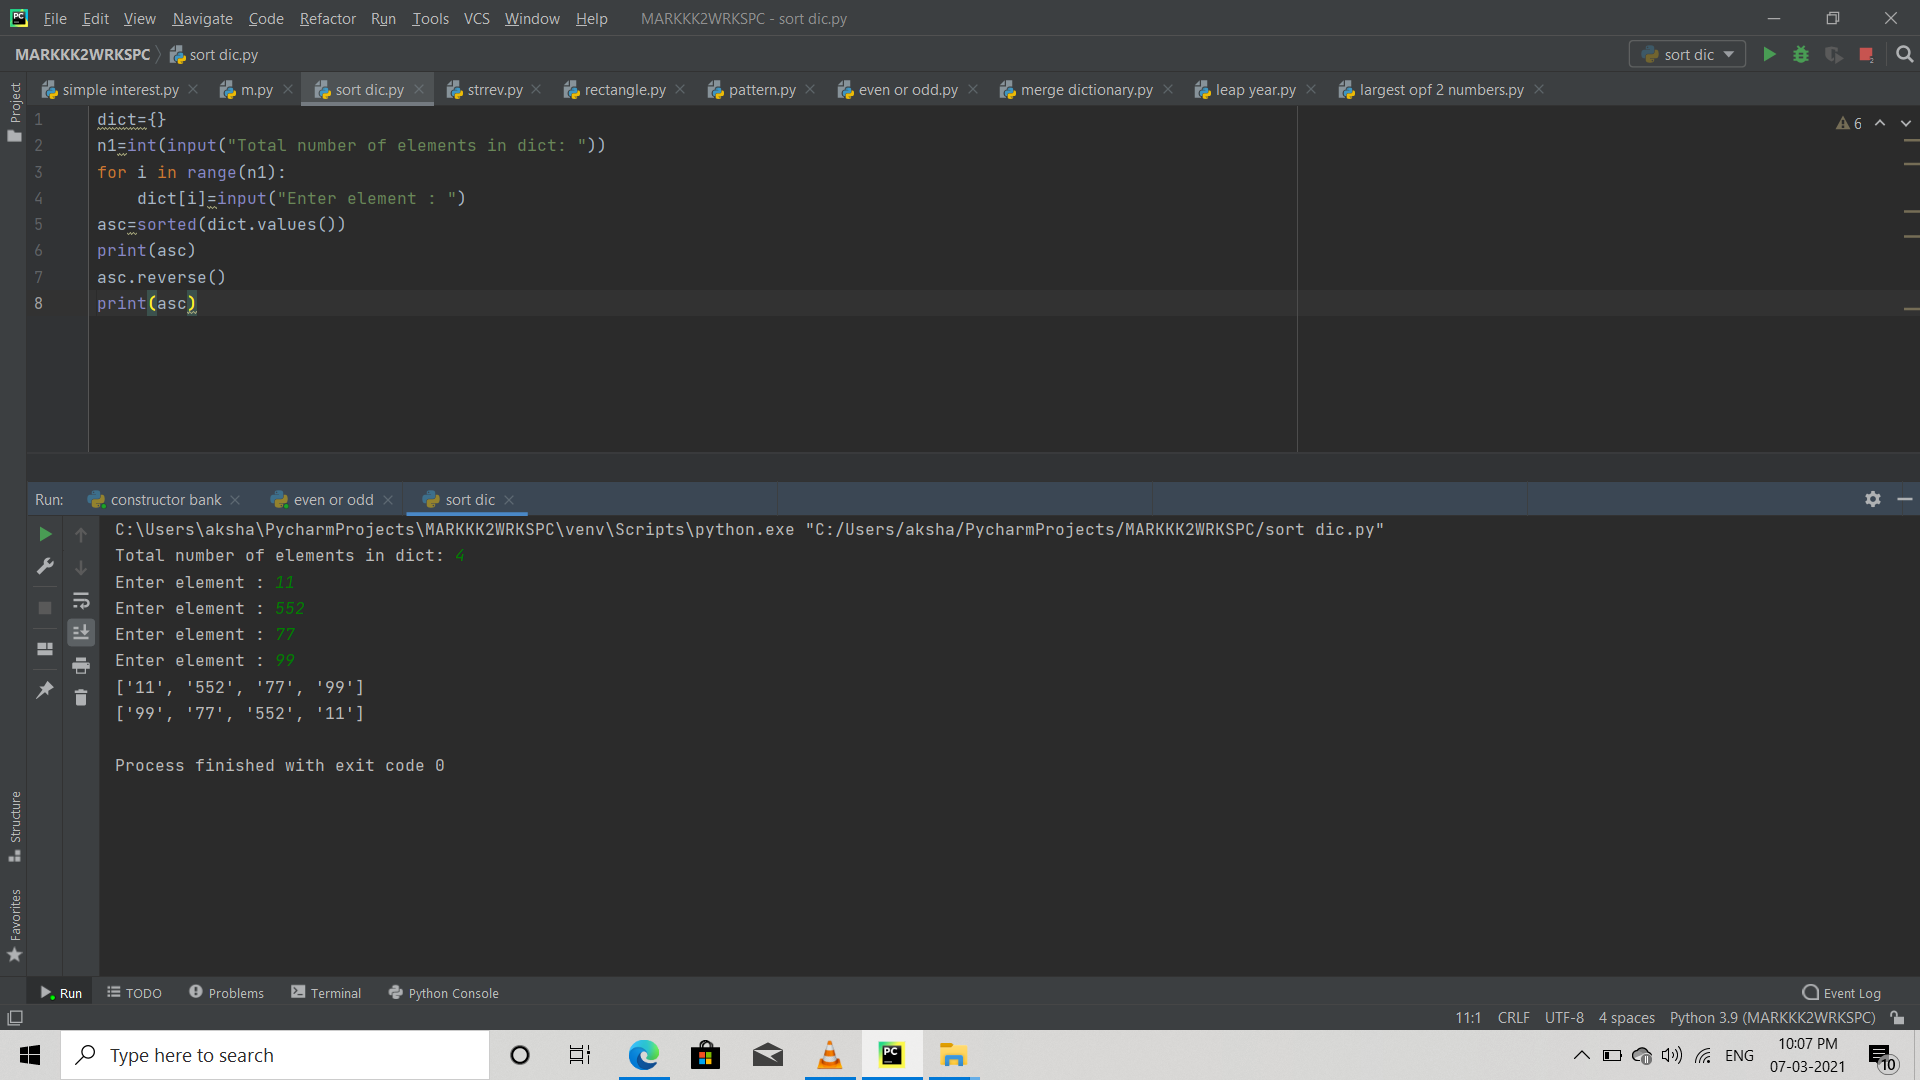 File Edit View Navigate Code Refactor Run Tools VCS Window Help MARKKK2WRKSPC - sort dic.py
MARKKK2WRKSPC sort dic.py sort dic
simple interest.py m.py sort dic.py strrev.py rectangle.py pattern.py even or odd.py merge dictionary.py leap year.py largest opf 2 numbers.py
Project
1 dict={}
6
2 n1=int(input("Total number of elements in dict: "))
3 for i in range(n1):
4 dict[i]=input("Enter element : ")
5 asc=sorted(dict.values())
6 print(asc)
7 asc.reverse()
8 print(asc)
Run: constructor bank even or odd sort dic
C:\Users\aksha\PycharmProjects\MARKKK2WRKSPC\venv\Scripts\python.exe "C:/Users/aksha/PycharmProjects/MARKKK2WRKSPC/sort dic.py"
Total number of elements in dict: 4
Enter element : 11
Enter element : 552
Enter element : 77
Enter element : 99
['11', '552', '77', '99']
['99', '77', '552', '11']
Process finished with exit code 0
Structure
Favorites
Run TODO Problems Terminal Python Console Event Log
11:1 CRLF UTF-8 4 spaces Python 3.9 (MARKKK2WRKSPC)
Type here to search
PC
ENG
10:07 PM
07-03-2021
10